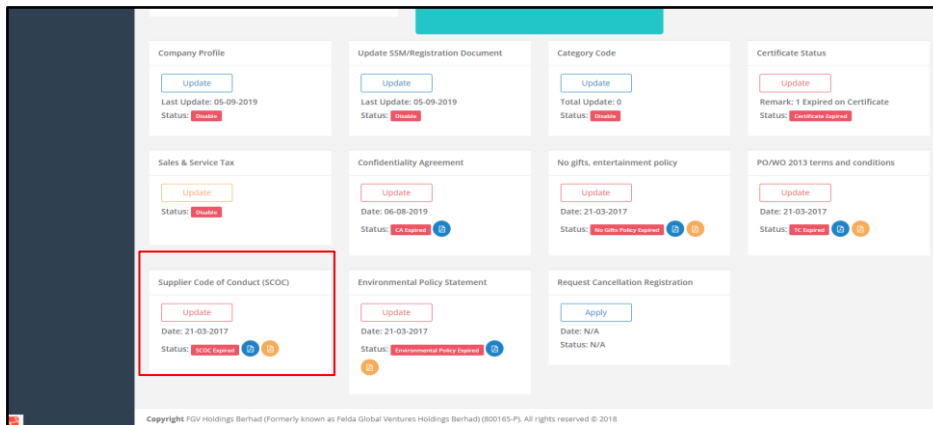 Company Profile
Update
Last Update: 05-09-2019
Status: Disable
Update SSM/Registration Document
Update
Last Update: 05-09-2019
Status: Disable
Category Code
Update
Total Update: 0
Status: Disable
Certificate Status
Update
Remark: 1 Expired on Certificate
Status: Certificate Expired
Sales & Service Tax
Update
Status: Disable
Confidentiality Agreement
Update
Date: 06-08-2019
Status: CA Expired
No gifts, entertainment policy
Update
Date: 21-03-2017
Status: No Gifts Policy Expired
PO/WO 2013 terms and conditions
Update
Date: 21-03-2017
Status: TC Expired
Supplier Code of Conduct (SCOC)
Update
Date: 21-03-2017
Status: SCOC Expired
Environmental Policy Statement
Update
Date: 21-03-2017
Status: Environmental Policy Expired
Request Cancellation Registration
Apply
Date: N/A
Status: N/A
Copyright FGV Holdings Berhad (Formerly known as Felda Global Ventures Holdings Berhad) (800165-P). All rights reserved © 2018